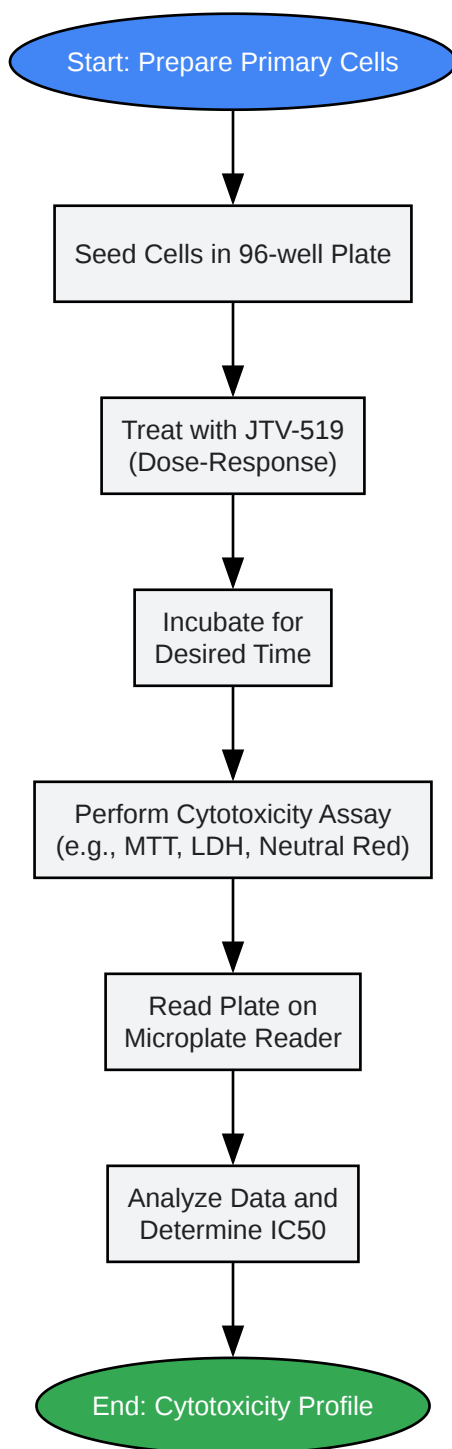 Start: Prepare Primary Cells
Seed Cells in 96-well Plate
Treat with JTV-519
(Dose-Response)
Incubate for
Desired Time
Perform Cytotoxicity Assay
(e.g., MTT, LDH, Neutral Red)
Read Plate on
Microplate Reader
Analyze Data and
Determine IC50
End: Cytotoxicity Profile